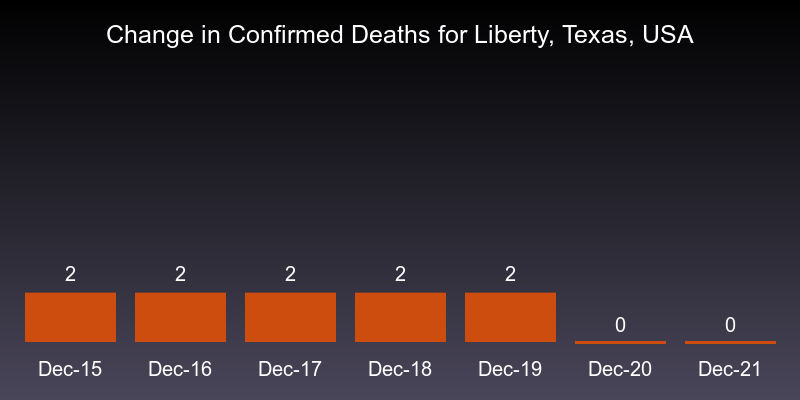 Change in Confirmed Deaths for Liberty, Texas, USA
2 2 2 2 2 0 0
Dec-15 Dec-16 Dec-17 Dec-18 Dec-19 Dec-20 Dec-21